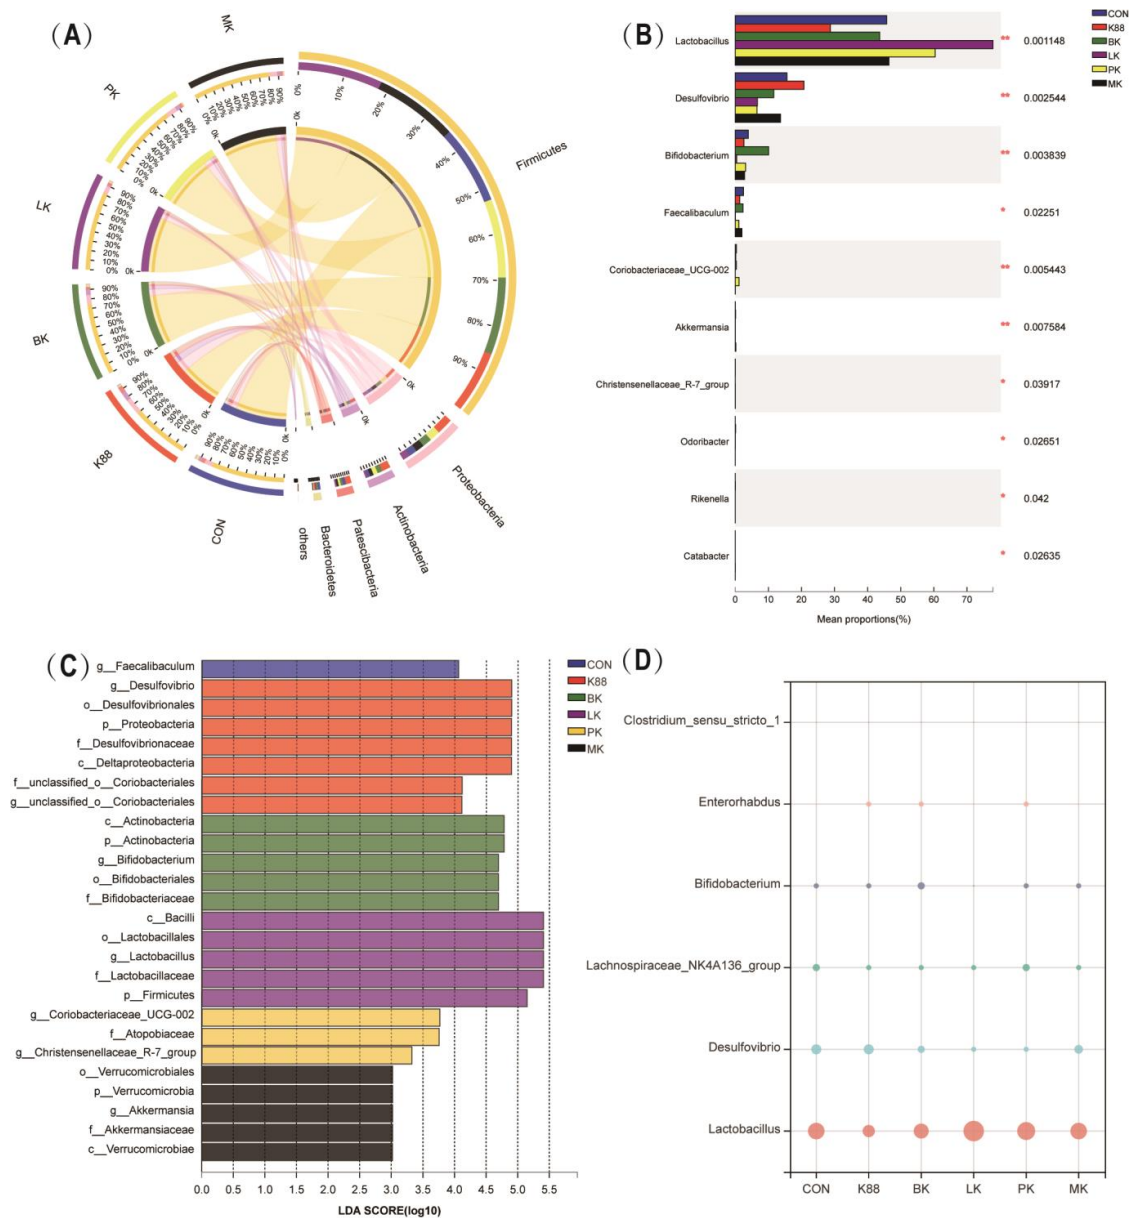 (A)
MK
PK
LK
BK
K88
CON
Firmicutes
Proteobacteria
Actinobacteria
Patescibacteria
Bacteroidetes
others
0%
10%
20%
30%
40%
50%
60%
70%
80%
90%
0k
(B)
CON
K88
BK
LK
PK
MK
Lactobacillus ** 0.001148
Desulfovibrio ** 0.002544
Bifidobacterium ** 0.003839
Faecalibaculum * 0.02251
Coriobacteriaceae_UCG-002 ** 0.005443
Akkermansia ** 0.007584
Christensenellaceae_R-7_group * 0.03917
Odoribacter * 0.02651
Rikenella * 0.042
Catabacter * 0.02635
0 10 20 30 40 50 60 70
Mean proportions(%)
(C)
g__Faecalibaculum
g__Desulfovibrio
o__Desulfovibrionales
p__Proteobacteria
f__Desulfovibrionaceae
c__Deltaproteobacteria
f__unclassified_o__Coriobacteriales
g__unclassified_o__Coriobacteriales
c__Actinobacteria
p__Actinobacteria
g__Bifidobacterium
o__Bifidobacteriales
f__Bifidobacteriaceae
c__Bacilli
o__Lactobacillales
g__Lactobacillus
f__Lactobacillaceae
p__Firmicutes
g__Coriobacteriaceae_UCG-002
f__Atopobiaceae
g__Christensenellaceae_R-7_group
o__Verrucomicrobiales
p__Verrucomicrobia
g__Akkermansia
f__Akkermansiaceae
c__Verrucomicrobiae
0.0 0.5 1.0 1.5 2.0 2.5 3.0 3.5 4.0 4.5 5.0 5.5
LDA SCORE(log10)
CON
K88
BK
LK
PK
MK
(D)
Clostridium_sensu_stricto_1
Enterorhabdus
Bifidobacterium
Lachnospiraceae_NK4A136_group
Desulfovibrio
Lactobacillus
CON K88 BK LK PK MK